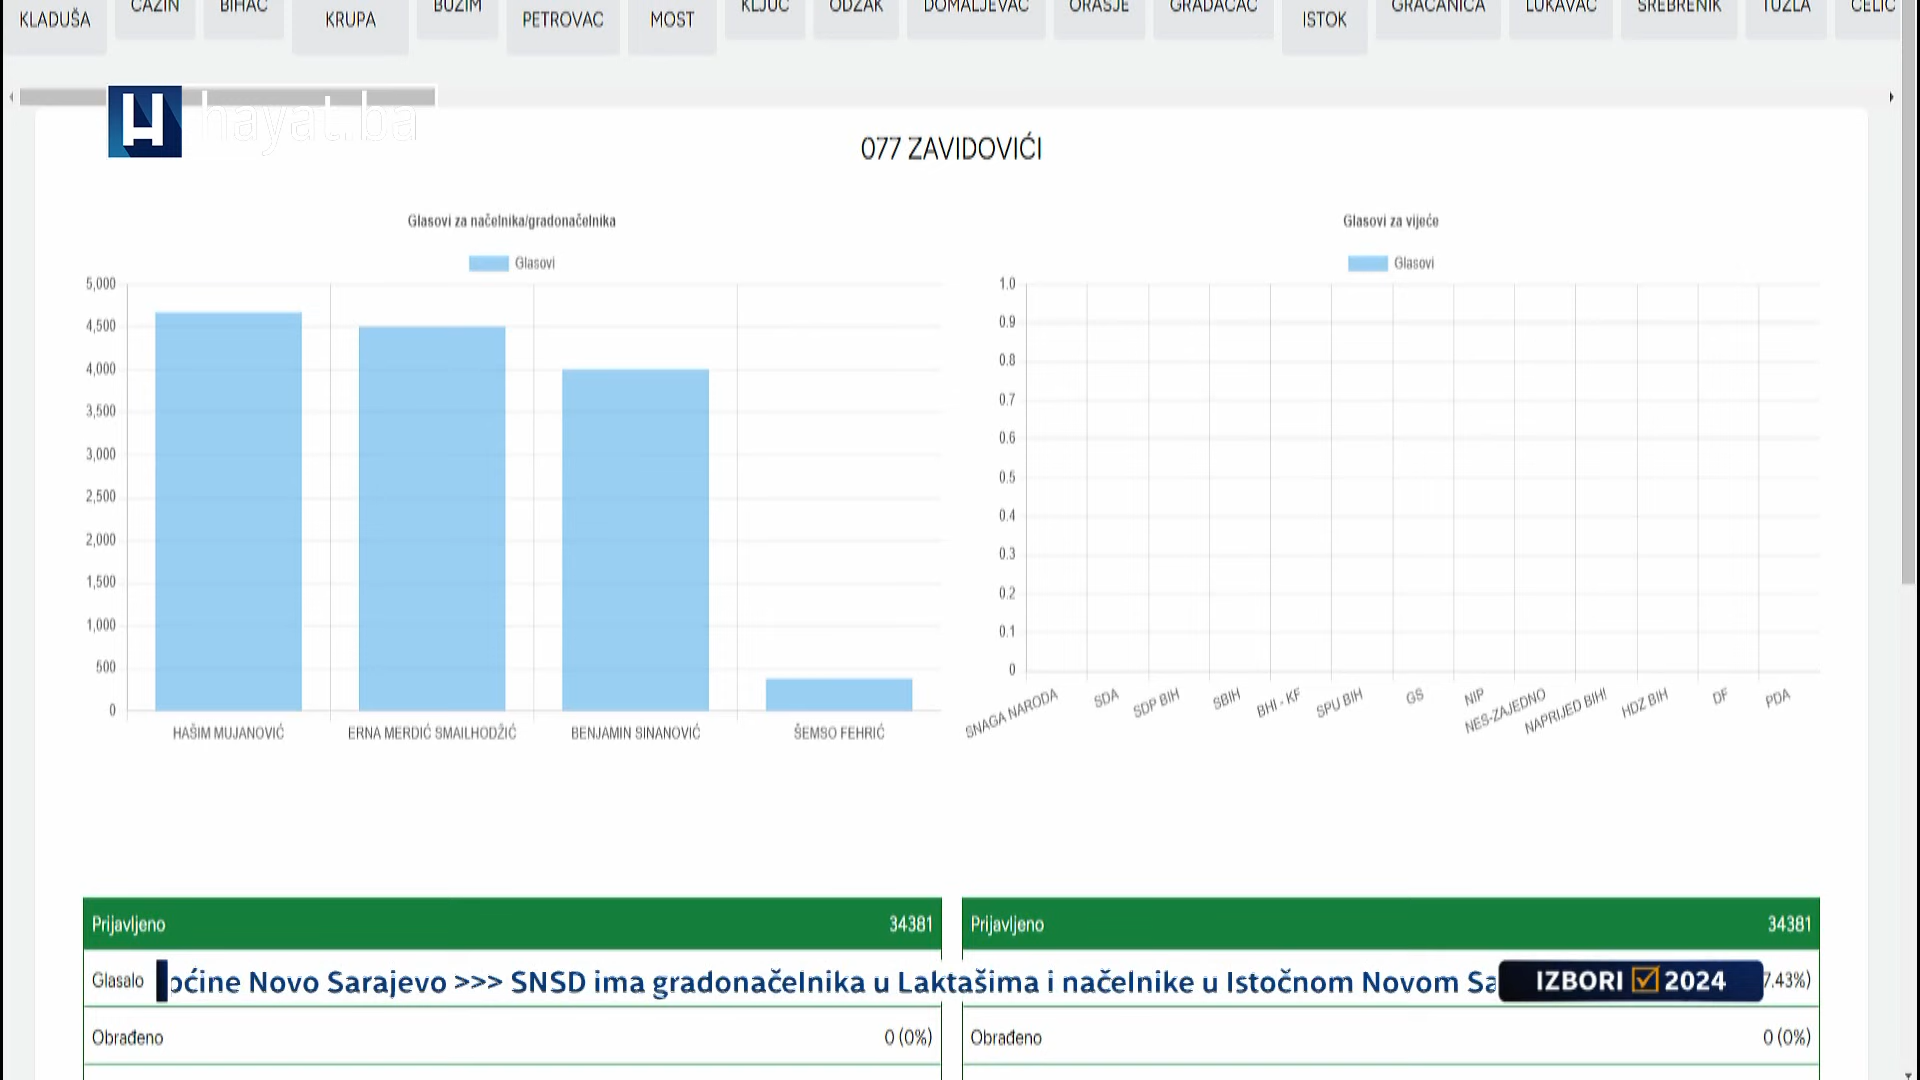 KLADUŠA
CAZIN
BIHAĆ
KRUPA
BUŽIM
PETROVAC
MOST
KLJUČ
ODŽAK
DOMALJEVAC
ORAŠJE
GRADAČAC
ISTOK
GRAČANICA
LUKAVAC
SREBRENIK
TUZLA
ČELIĆ
H hayat.ba
077 ZAVIDOVIĆI
Glasovi za načelnika/gradonačelnika
Glasovi
5,000
4,500
4,000
3,500
3,000
2,500
2,000
1,500
1,000
500
0
HAŠIM MUJANOVIĆ
ERNA MERDIĆ SMAILHODŽIĆ
BENJAMIN SINANOVIĆ
ŠEMSO FEHRIĆ
Glasovi za vijeće
Glasovi
1.0
0.9
0.8
0.7
0.6
0.5
0.4
0.3
0.2
0.1
0
SNAGA NARODA
SDA
SDP BIH
SBIH
BHI - KF
SPU BIH
GS
NIP
NES-ZAJEDNO
NAPRIJED BIH!
HDZ BIH
DF
PDA
Prijavljeno 34381
Prijavljeno 34381
Glasalo
pćine Novo Sarajevo >>> SNSD ima gradonačelnika u Laktašima i načelnike u Istočnom Novom Sa
IZBORI 2024
7.43%)
Obrađeno 0 (0%)
Obrađeno 0 (0%)